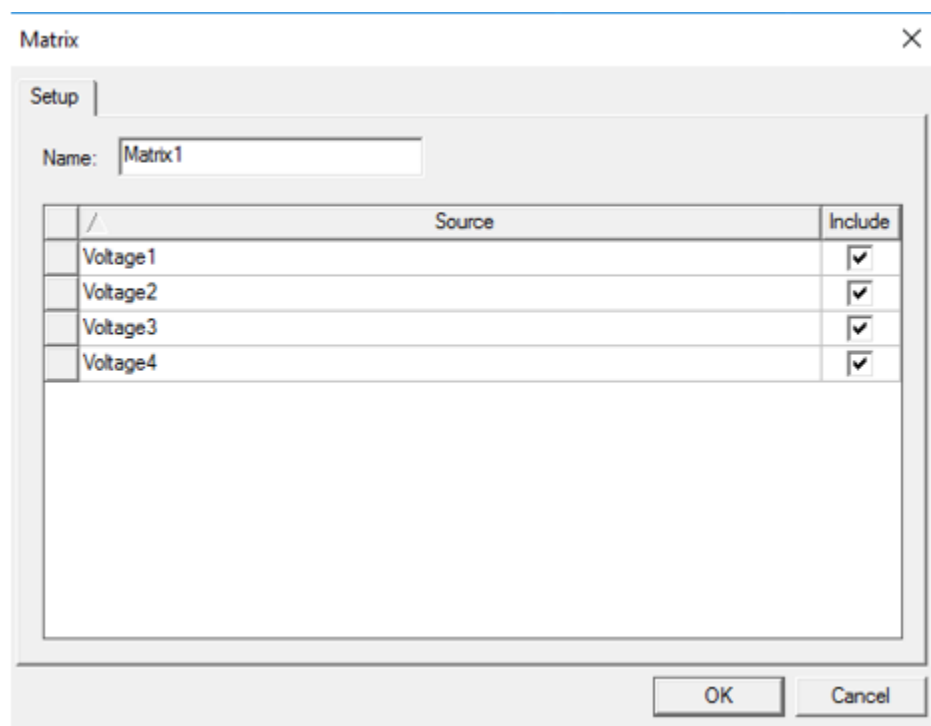 Matrix
Setup
Name: Matrix1
Source Include
Voltage1
Voltage2
Voltage3
Voltage4
OK Cancel